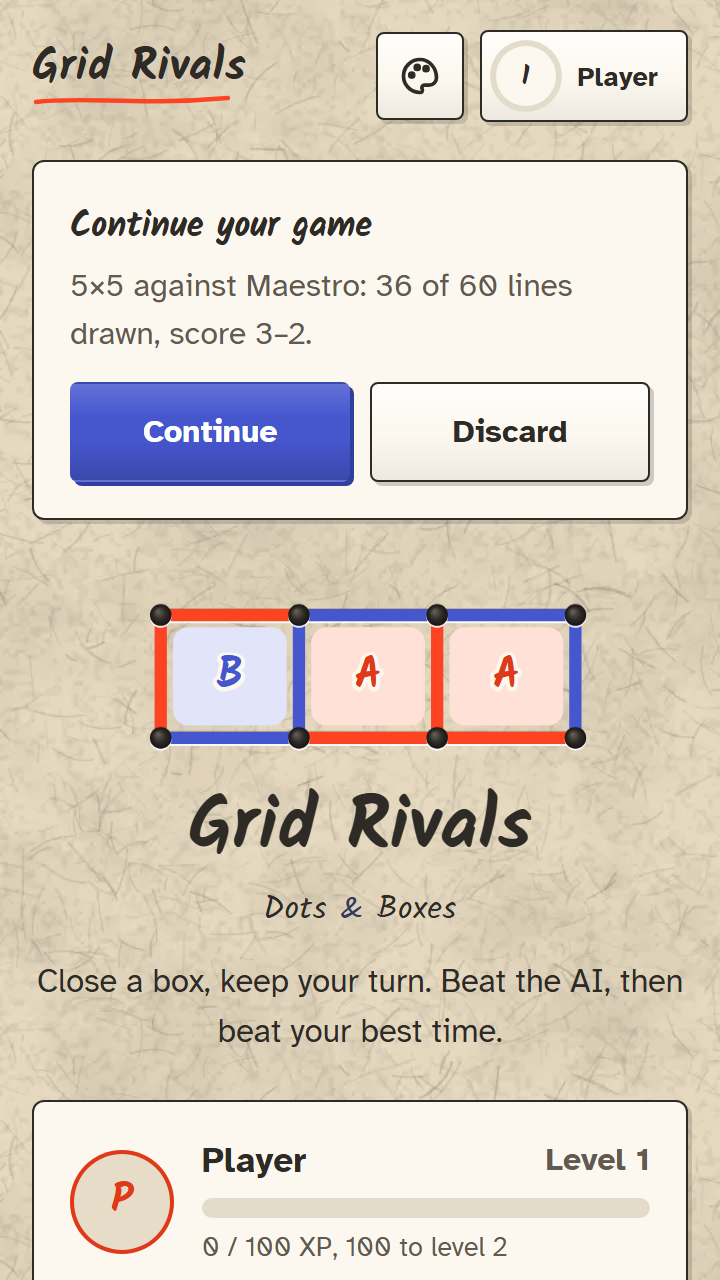 Grid Rivals
1
Player
Continue your game
5×5 against Maestro: 36 of 60 lines
drawn, score 3–2.
Continue
Discard
B
A
A
Grid Rivals
Dots & Boxes
Close a box, keep your turn. Beat the AI, then
beat your best time.
P
Player
Level 1
0 / 100 XP, 100 to level 2